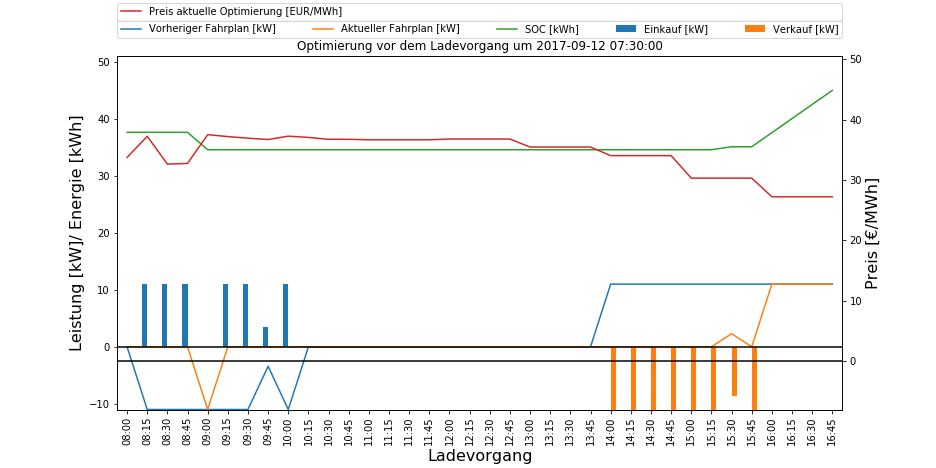 Preis aktuelle Optimierung [EUR/MWh]
Vorheriger Fahrplan [kW] Aktueller Fahrplan [kW] SOC [kWh] Einkauf [kW] Verkauf [kW]
Optimierung vor dem Ladevorgang um 2017-09-12 07:30:00
Leistung [kW]/ Energie [kWh]
50
40
30
20
10
0
−10
50
40
30
20
10
0
Preis [€/MWh]
08:00 08:15 08:30 08:45 09:00 09:15 09:30 09:45 10:00 10:15 10:30 10:45 11:00 11:15 11:30 11:45 12:00 12:15 12:30 12:45 13:00 13:15 13:30 13:45 14:00 14:15 14:30 14:45 15:00 15:15 15:30 15:45 16:00 16:15 16:30 16:45
Ladevorgang